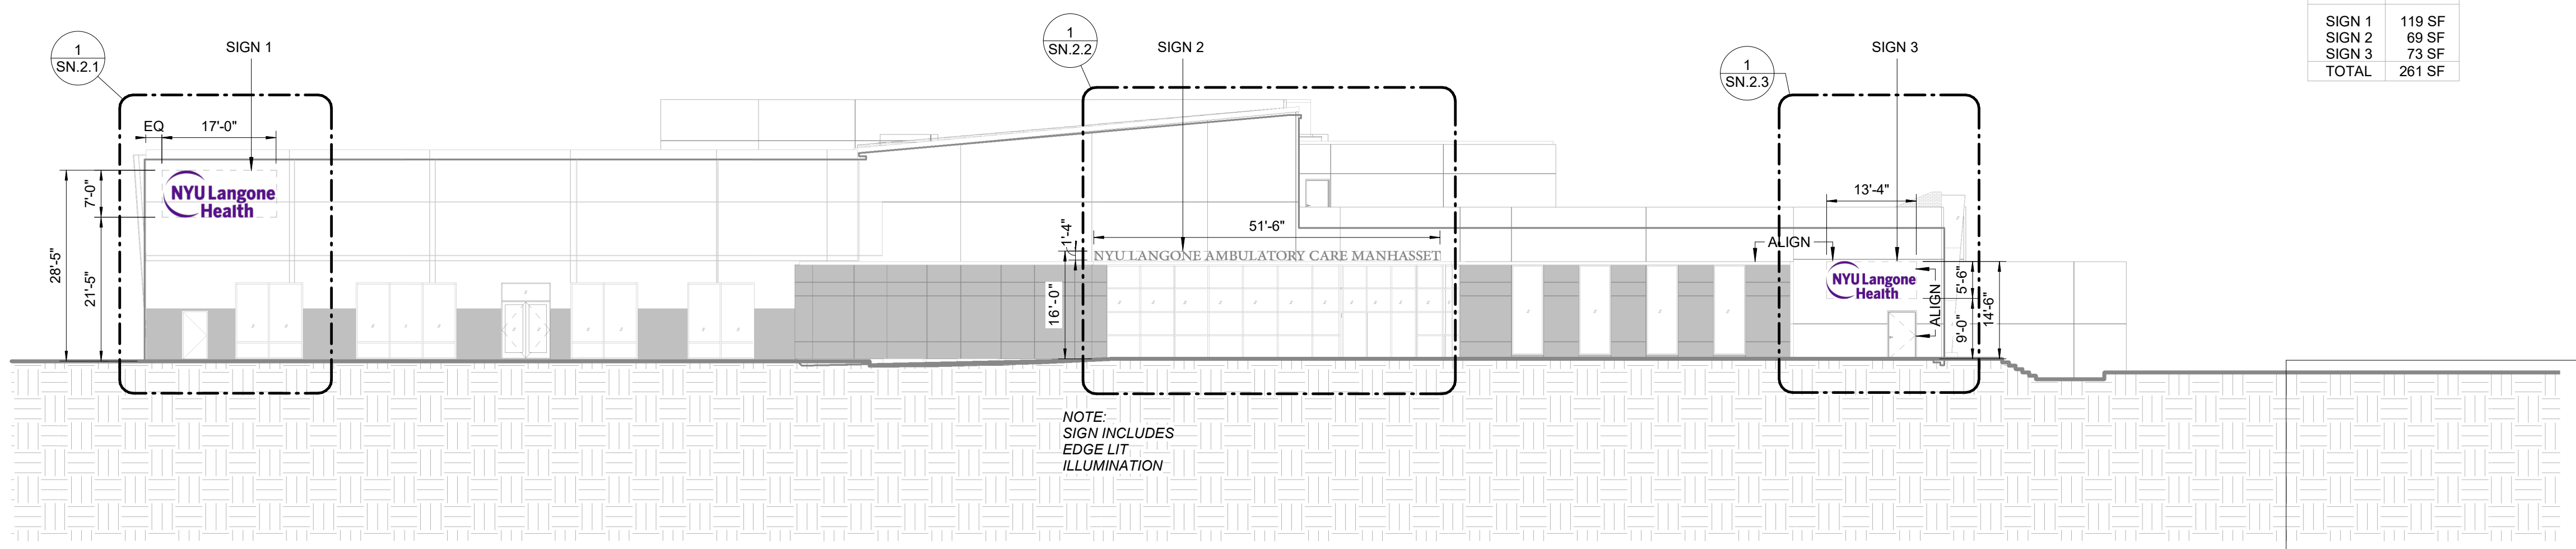 1
SN.2.1
SIGN 1
EQ
17'-0"
7'-0"
28'-5"
21'-5"
NYU Langone
Health
1
SN.2.2
SIGN 2
51'-6"
1'-4"
16'-0"
NYU LANGONE AMBULATORY CARE MANHASSET
NOTE:
SIGN INCLUDES
EDGE LIT
ILLUMINATION
1
SN.2.3
SIGN 3
13'-4"
ALIGN
NYU Langone
Health
ALIGN
5'-6"
9'-0"
14'-6"
SIGN 1 119 SF
SIGN 2 69 SF
SIGN 3 73 SF
TOTAL 261 SF